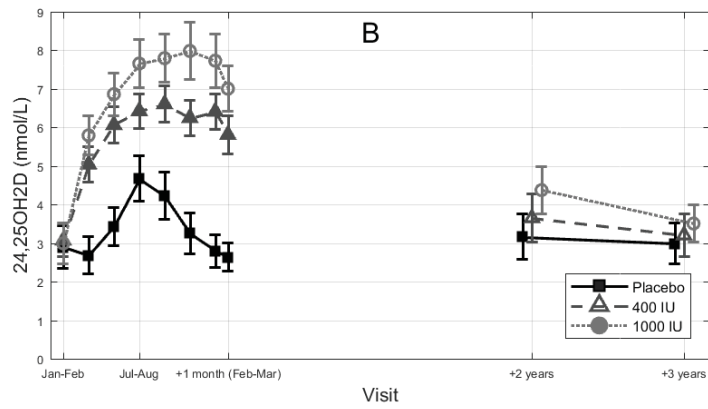 B
24,25OH2D (nmol/L)
9
8
7
6
5
4
3
2
1
0
Jan-Feb
Jul-Aug
+1 month (Feb-Mar)
+2 years
+3 years
Visit
Placebo
400 IU
1000 IU